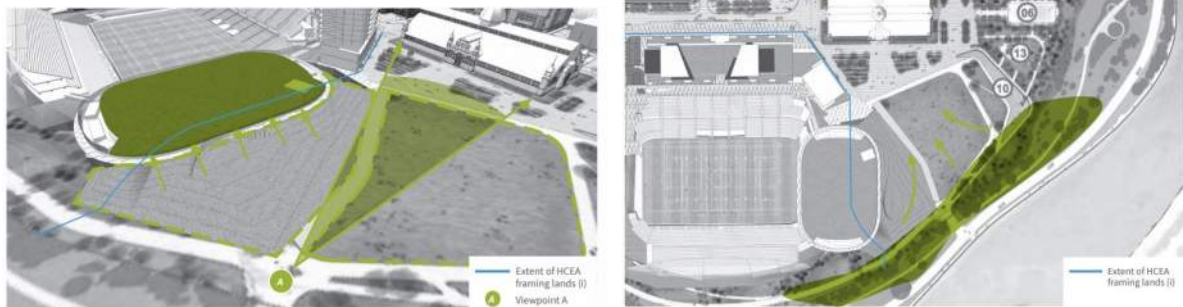 Extent of HCEA
framing lands (i)
A
A Viewpoint A
06
13
10
Extent of HCEA
framing lands (i)